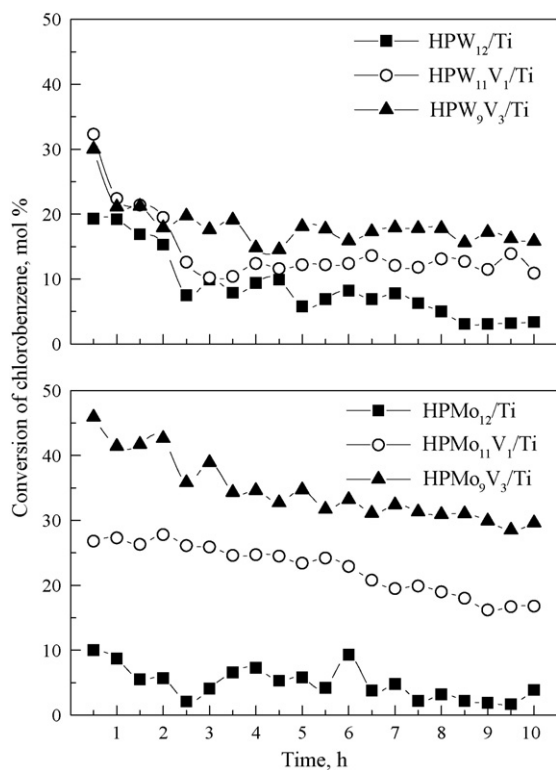 50
40
30
20
10
0
HPW₁₂/Ti
HPW₁₁V₁/Ti
HPW₉V₃/Ti
Conversion of chlorobenzene, mol %
50
40
30
20
10
0
HPMo₁₂/Ti
HPMo₁₁V₁/Ti
HPMo₉V₃/Ti
1 2 3 4 5 6 7 8 9 10
Time, h